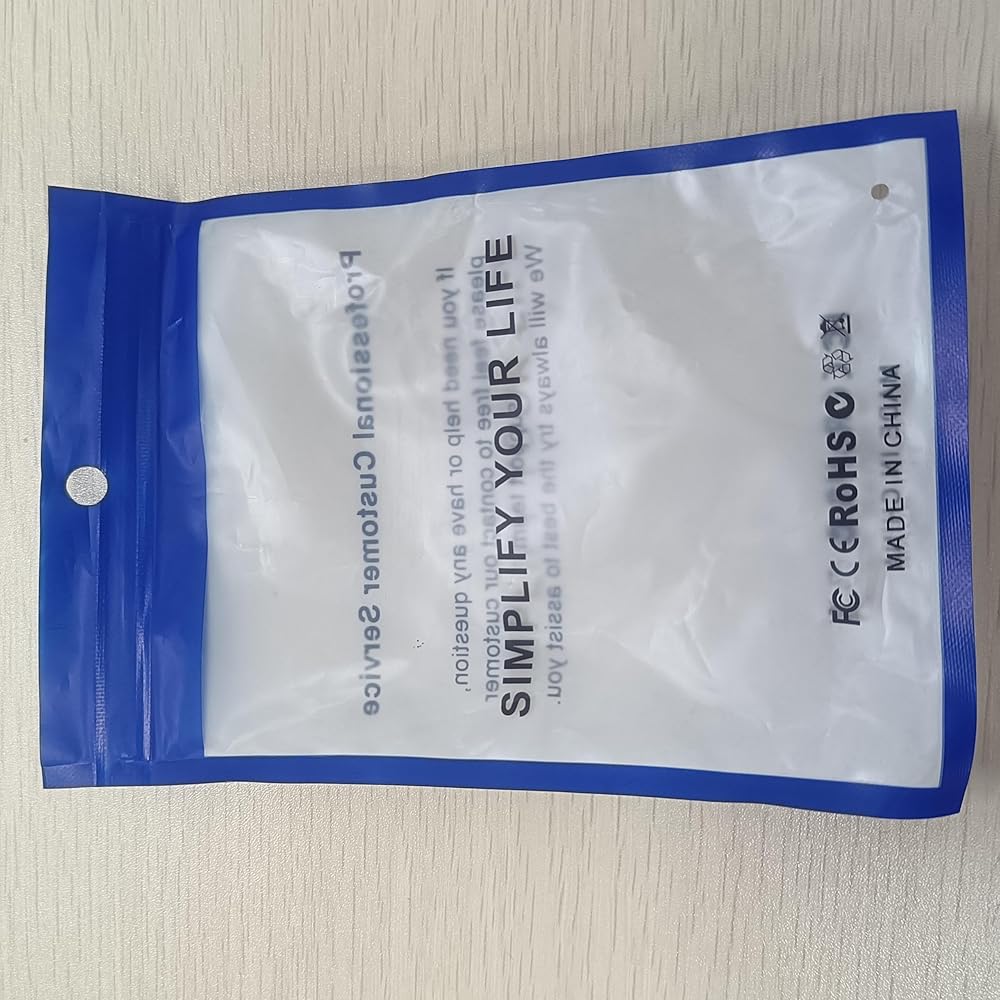 Professional Customer Service
If you need help or have any question,
please feel free to contact our customer
SIMPLIFY YOUR LIFE
We will always try the best to assist you.
FC CE RoHS
MADE IN CHINA